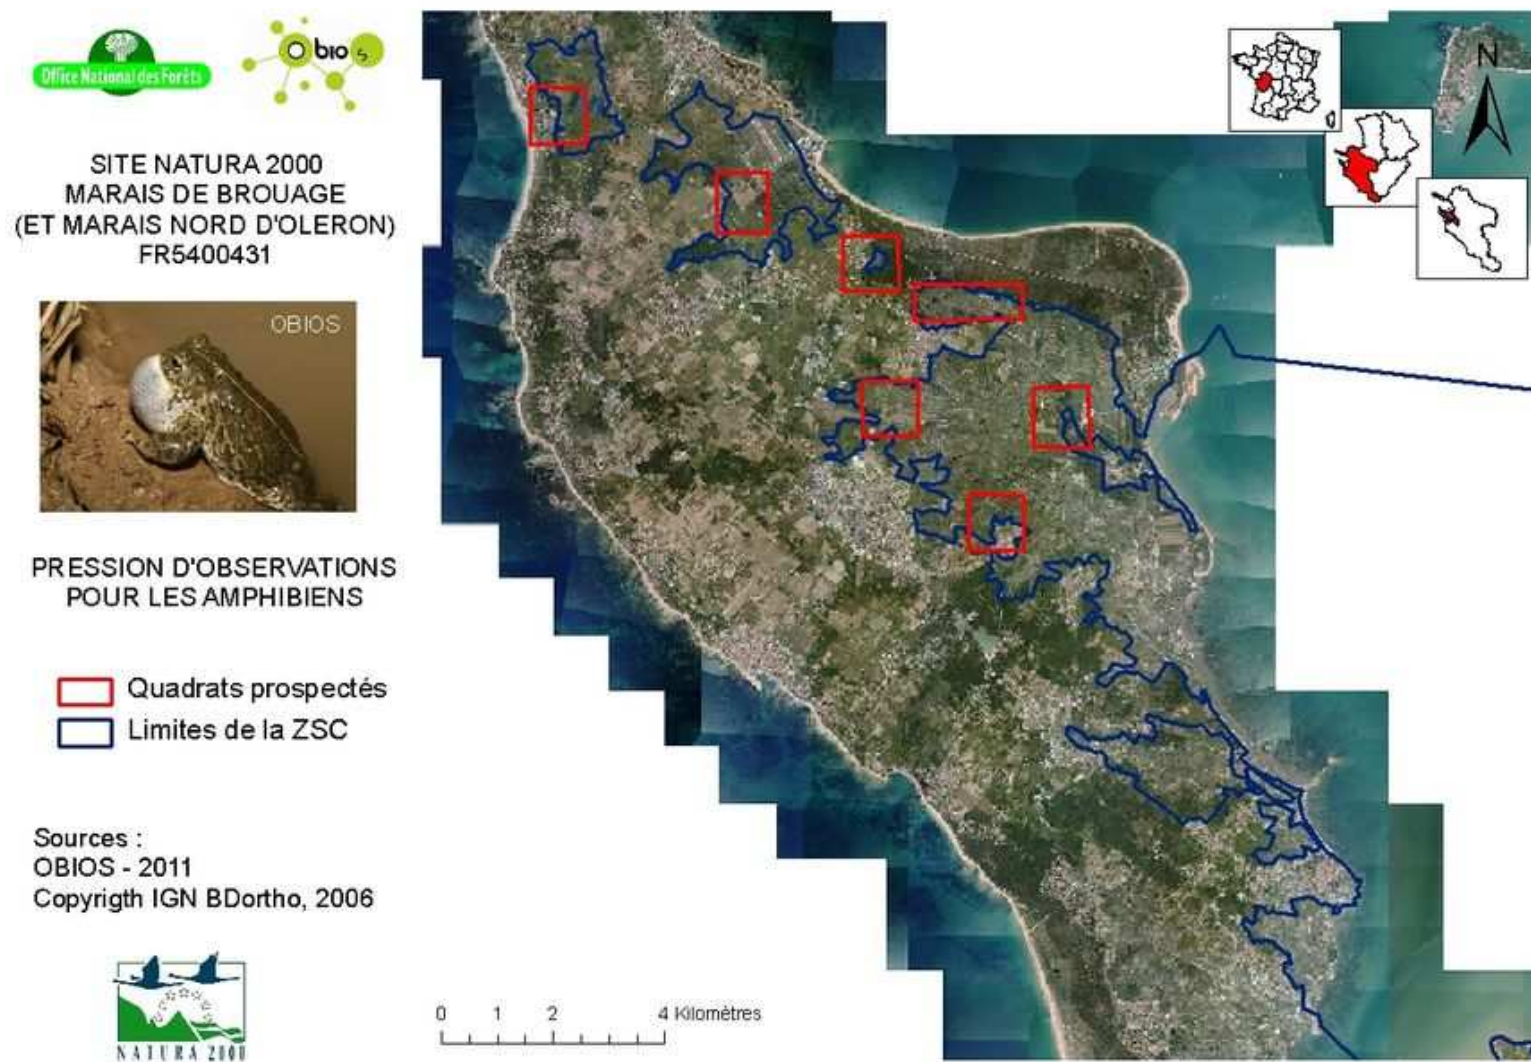 Office National des Forêts
Obios
SITE NATURA 2000
MARAIS DE BROUAGE
(ET MARAIS NORD D'OLERON)
FR5400431
OBIOS
PRESSION D'OBSERVATIONS
POUR LES AMPHIBIENS
Quadrats prospectés
Limites de la ZSC
Sources :
OBIOS - 2011
Copyrigth IGN BDortho, 2006
NATURA 2000
0 1 2 4 Kilomètres
N